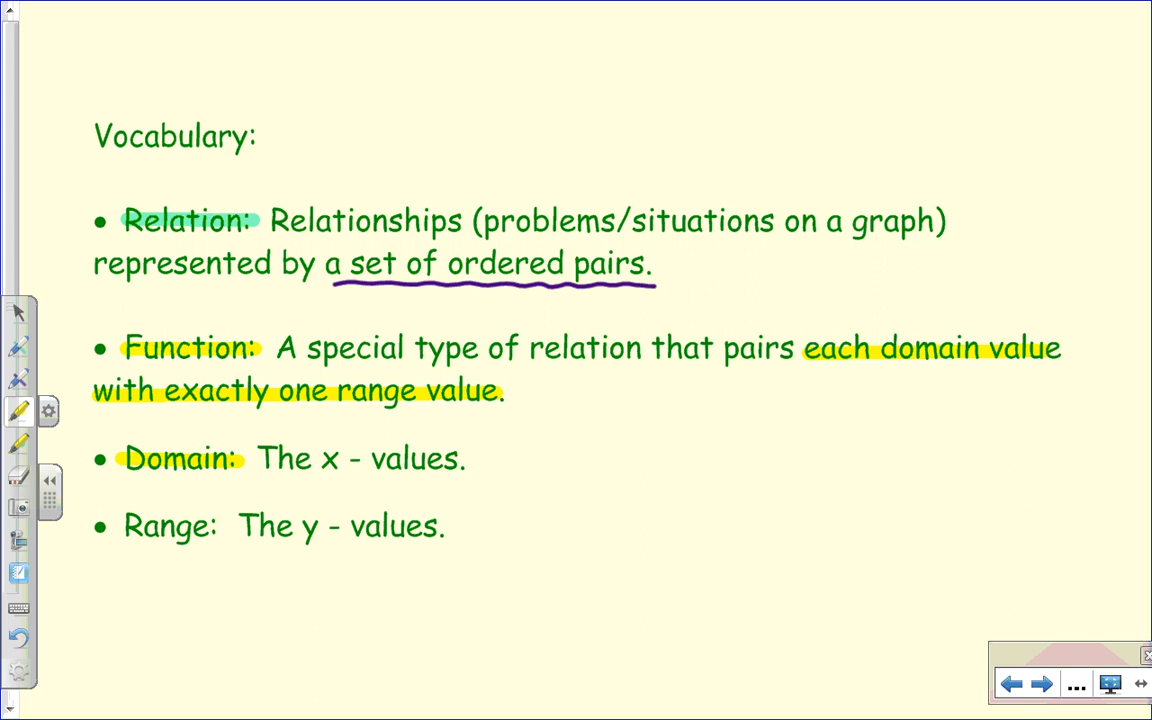 Vocabulary:
• Relation: Relationships (problems/situations on a graph)
represented by a set of ordered pairs.
• Function: A special type of relation that pairs each domain value
with exactly one range value.
• Domain: The x - values.
• Range: The y - values.